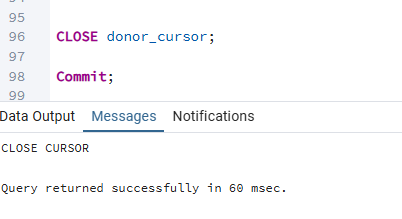 95
96 CLOSE donor_cursor;
97
98 Commit;
99
Data Output Messages Notifications
CLOSE CURSOR
Query returned successfully in 60 msec.